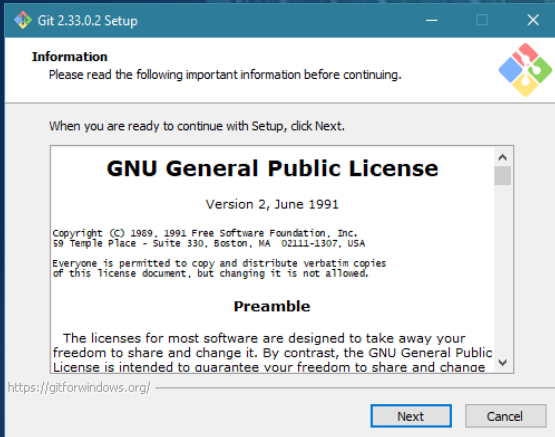 Git 2.33.0.2 Setup
Information
Please read the following important information before continuing.
When you are ready to continue with Setup, click Next.
GNU General Public License
Version 2, June 1991
Copyright (C) 1989, 1991 Free Software Foundation, Inc.
59 Temple Place - Suite 330, Boston, MA  02111-1307, USA
Everyone is permitted to copy and distribute verbatim copies
of this license document, but changing it is not allowed.
Preamble
The licenses for most software are designed to take away your
freedom to share and change it. By contrast, the GNU General Public
License is intended to guarantee your freedom to share and change
https://gitforwindows.org/
Next
Cancel